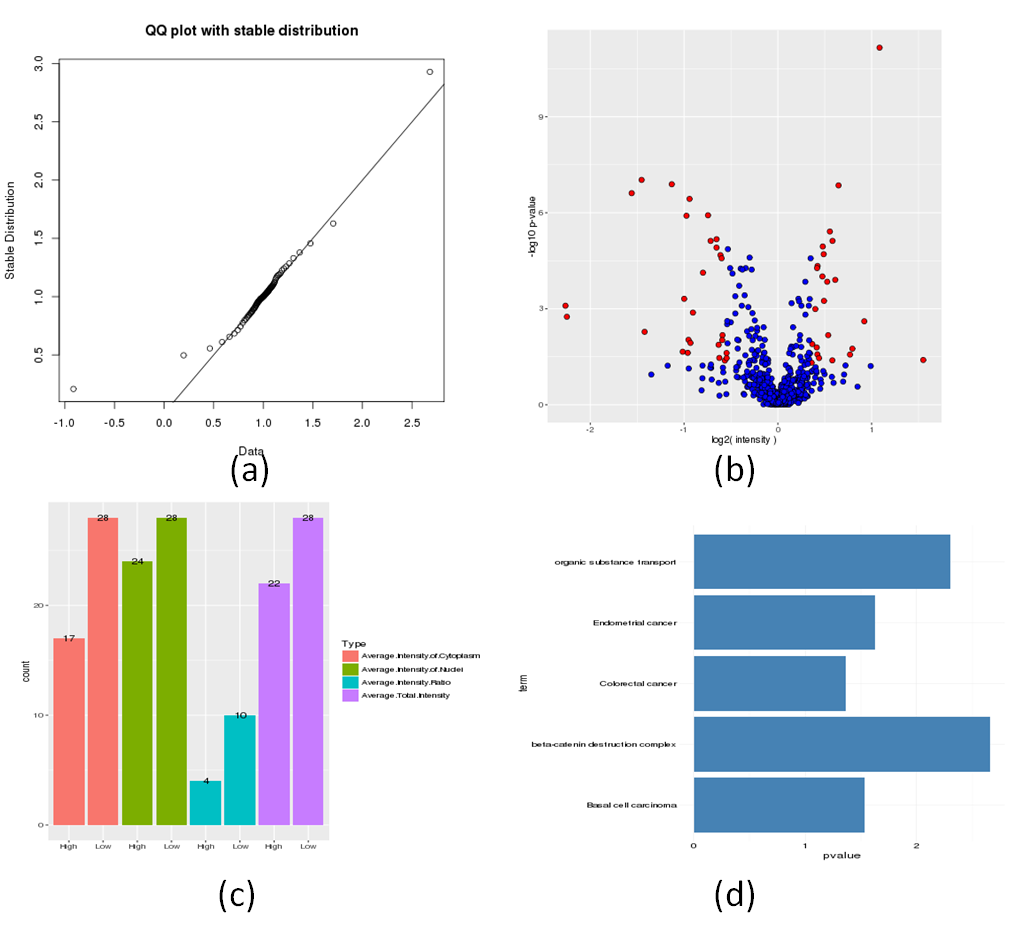 QQ plot with stable distribution
Stable Distribution
3.0
2.5
2.0
1.5
1.0
0.5
-1.0 -0.5 0.0 0.5 1.0 1.5 2.0 2.5
Data
(a)
-log10 p-value
9
6
3
0
-2 -1 0 1
log2( intensity )
(b)
count
20
10
0
17 28 24 28 4 10 22 28
High Low High Low High Low High Low
Type
Average.Intensity.of.Cytoplasm
Average.Intensity.of.Nuclei
Average.Intensity.Ratio
Average.Total.Intensity
(c)
term
organic substance transport
Endometrial cancer
Colorectal cancer
beta-catenin destruction complex
Basal cell carcinoma
0 1 2
pvalue
(d)